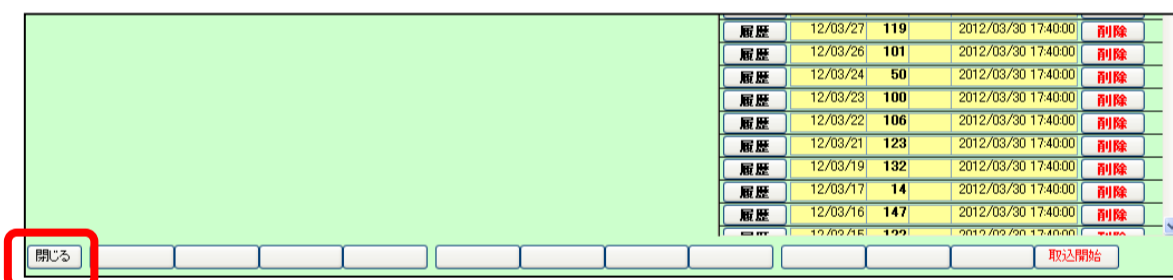 履歴 12/03/27 119 2012/03/30 17:40:00 削除
履歴 12/03/26 101 2012/03/30 17:40:00 削除
履歴 12/03/24 50 2012/03/30 17:40:00 削除
履歴 12/03/23 100 2012/03/30 17:40:00 削除
履歴 12/03/22 106 2012/03/30 17:40:00 削除
履歴 12/03/21 123 2012/03/30 17:40:00 削除
履歴 12/03/19 132 2012/03/30 17:40:00 削除
履歴 12/03/17 14 2012/03/30 17:40:00 削除
履歴 12/03/16 147 2012/03/30 17:40:00 削除
閉じる 取込開始